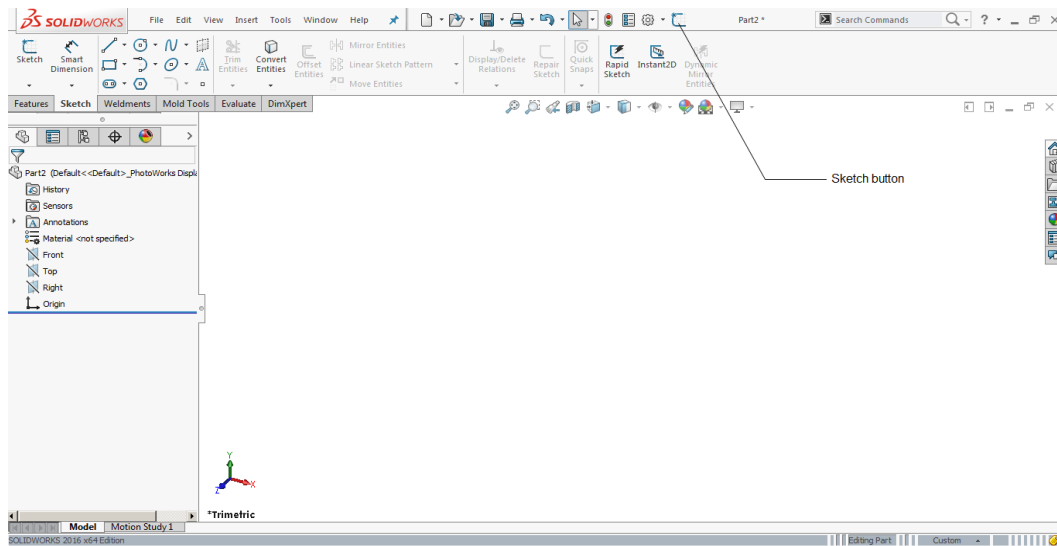 SOLIDWORKS File Edit View Insert Tools Window Help Part2 * Search Commands ?
Sketch Smart Dimension Trim Entities Convert Entities Offset Entities Mirror Entities Linear Sketch Pattern Move Entities Display/Delete Relations Repair Sketch Quick Snaps Rapid Sketch Instant2D Dynamic Mirror Entities
Features Sketch Weldments Mold Tools Evaluate DimXpert
Part2 (Default<<Default>_PhotoWorks Displa
Sketch button
History
Sensors
A Annotations
Material <not specified>
Front
Top
Right
Origin
Y
X
Z
*Trimetric
Model Motion Study 1
SOLIDWORKS 2016 x64 Edition Editing Part Custom